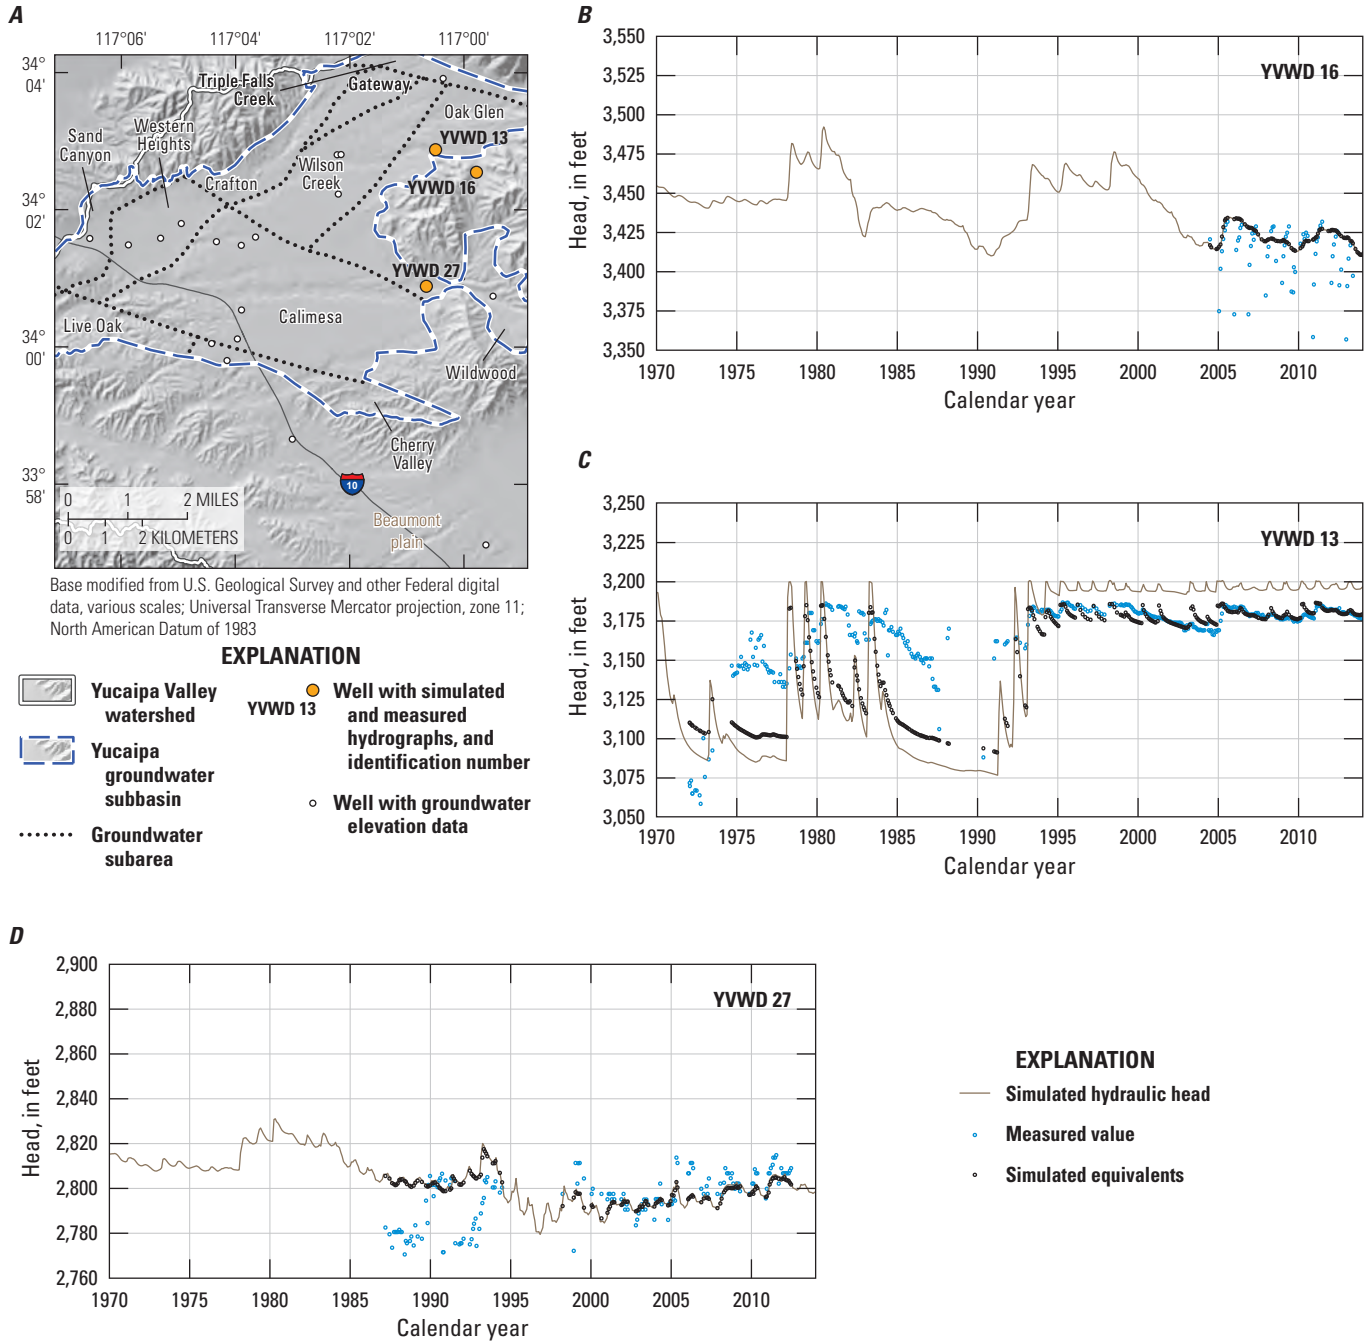 A
117°06'
117°04'
117°02'
117°00'
34°
04'
34°
02'
34°
00'
33°
58'
Triple Falls
Creek
Gateway
Oak Glen
Sand
Canyon
Western
Heights
YVWD 13
Wilson
Creek
Crafton
YVWD 16
YVWD 27
Calimesa
Live Oak
Wildwood
Cherry
Valley
10
Beaumont
plain
0 1 2 MILES
0 1 2 KILOMETERS
Base modified from U.S. Geological Survey and other Federal digital
data, various scales; Universal Transverse Mercator projection, zone 11;
North American Datum of 1983
EXPLANATION
Yucaipa Valley
watershed
Yucaipa
groundwater
subbasin
Groundwater
subarea
YVWD 13
Well with simulated
and measured
hydrographs, and
identification number
Well with groundwater
elevation data
B
YVWD 16
Head, in feet
3,550
3,525
3,500
3,475
3,450
3,425
3,400
3,375
3,350
1970 1975 1980 1985 1990 1995 2000 2005 2010
Calendar year
C
YVWD 13
Head, in feet
3,250
3,225
3,200
3,175
3,150
3,125
3,100
3,075
3,050
1970 1975 1980 1985 1990 1995 2000 2005 2010
Calendar year
D
YVWD 27
Head, in feet
2,900
2,880
2,860
2,840
2,820
2,800
2,780
2,760
1970 1975 1980 1985 1990 1995 2000 2005 2010
Calendar year
EXPLANATION
Simulated hydraulic head
Measured value
Simulated equivalents